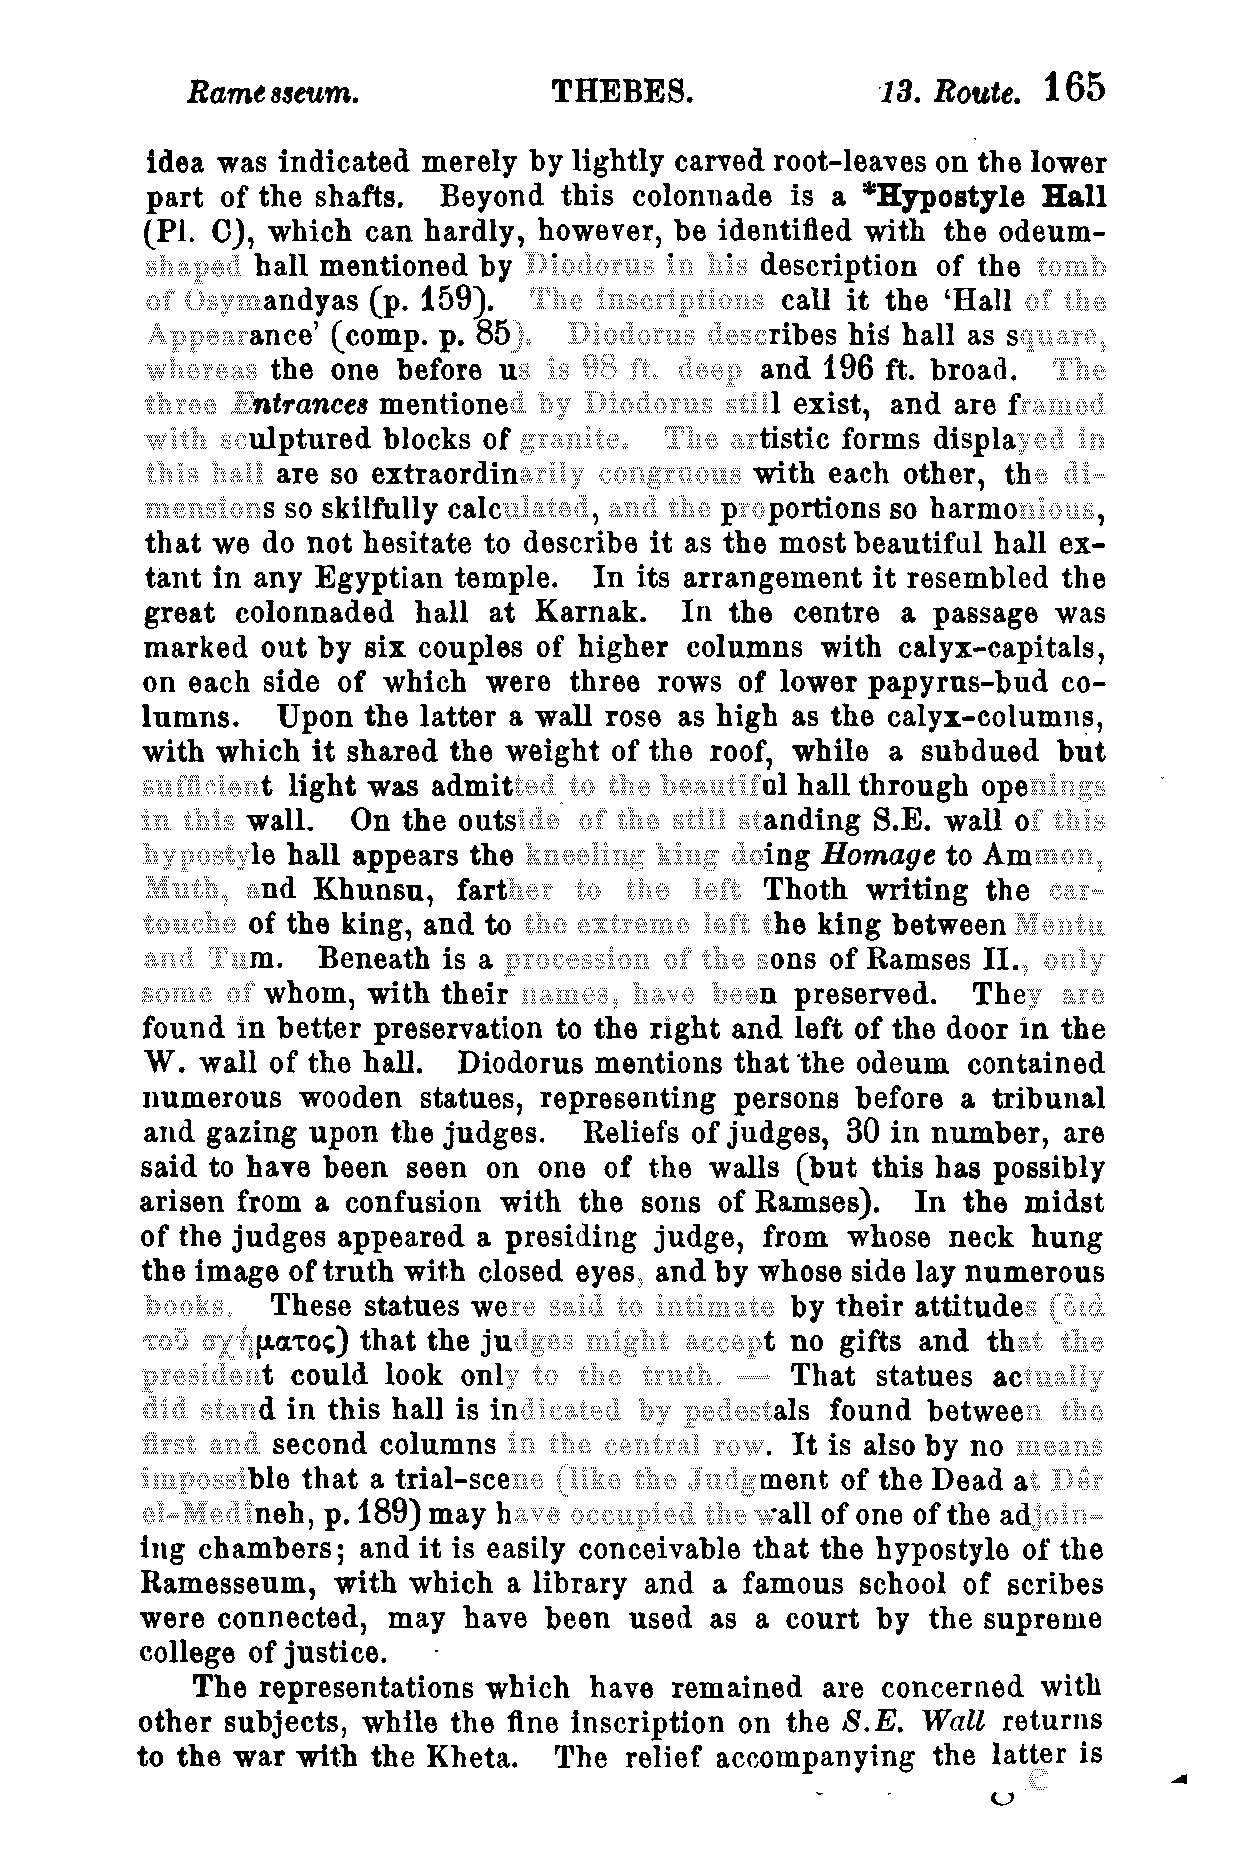 Ramesseum. THEBES. 13. Route. 165
idea was indicated merely by lightly carved root-leaves on the lower
part of the shafts. Beyond this colonnade is a *Hypostyle Hall
(Pl. C), which can hardly, however, be identified with the odeum-
shaped hall mentioned by Diodorus in his description of the tomb
of Osymandyas (p. 159). The inscriptions call it the ‘Hall of the
Appearance’ (comp. p. 85). Diodorus describes his hall as square,
whereas the one before us is 98 ft. deep and 196 ft. broad. The
three Entrances mentioned by Diodorus still exist, and are framed
with sculptured blocks of granite. The artistic forms displayed in
this hall are so extraordinarily congruous with each other, the di-
mensions so skilfully calculated, and the proportions so harmonious,
that we do not hesitate to describe it as the most beautiful hall ex-
tant in any Egyptian temple. In its arrangement it resembled the
great colonnaded hall at Karnak. In the centre a passage was
marked out by six couples of higher columns with calyx-capitals,
on each side of which were three rows of lower papyrus-bud co-
lumns. Upon the latter a wall rose as high as the calyx-columns,
with which it shared the weight of the roof, while a subdued but
sufficient light was admitted to the beautiful hall through openings
in this wall. On the outside of the still standing S.E. wall of this
hypostyle hall appears the kneeling king doing Homage to Ammon,
Muth, and Khunsu, farther to the left Thoth writing the car-
touche of the king, and to the extreme left the king between Mentu
and Tum. Beneath is a procession of the sons of Ramses II., only
some of whom, with their names, have been preserved. They are
found in better preservation to the right and left of the door in the
W. wall of the hall. Diodorus mentions that the odeum contained
numerous wooden statues, representing persons before a tribunal
and gazing upon the judges. Reliefs of judges, 30 in number, are
said to have been seen on one of the walls (but this has possibly
arisen from a confusion with the sons of Ramses). In the midst
of the judges appeared a presiding judge, from whose neck hung
the image of truth with closed eyes, and by whose side lay numerous
books. These statues were said to intimate by their attitudes (διὰ
τοῦ σχήματος) that the judges might accept no gifts and that the
president could look only to the truth. — That statues actually
did stand in this hall is indicated by pedestals found between the
first and second columns in the central row. It is also by no means
impossible that a trial-scene (like the Judgment of the Dead at Dêr
el-Medîneh, p. 189) may have occupied the wall of one of the adjoin-
ing chambers; and it is easily conceivable that the hypostyle of the
Ramesseum, with which a library and a famous school of scribes
were connected, may have been used as a court by the supreme
college of justice.
The representations which have remained are concerned with
other subjects, while the fine inscription on the S.E. Wall returns
to the war with the Kheta. The relief accompanying the latter is